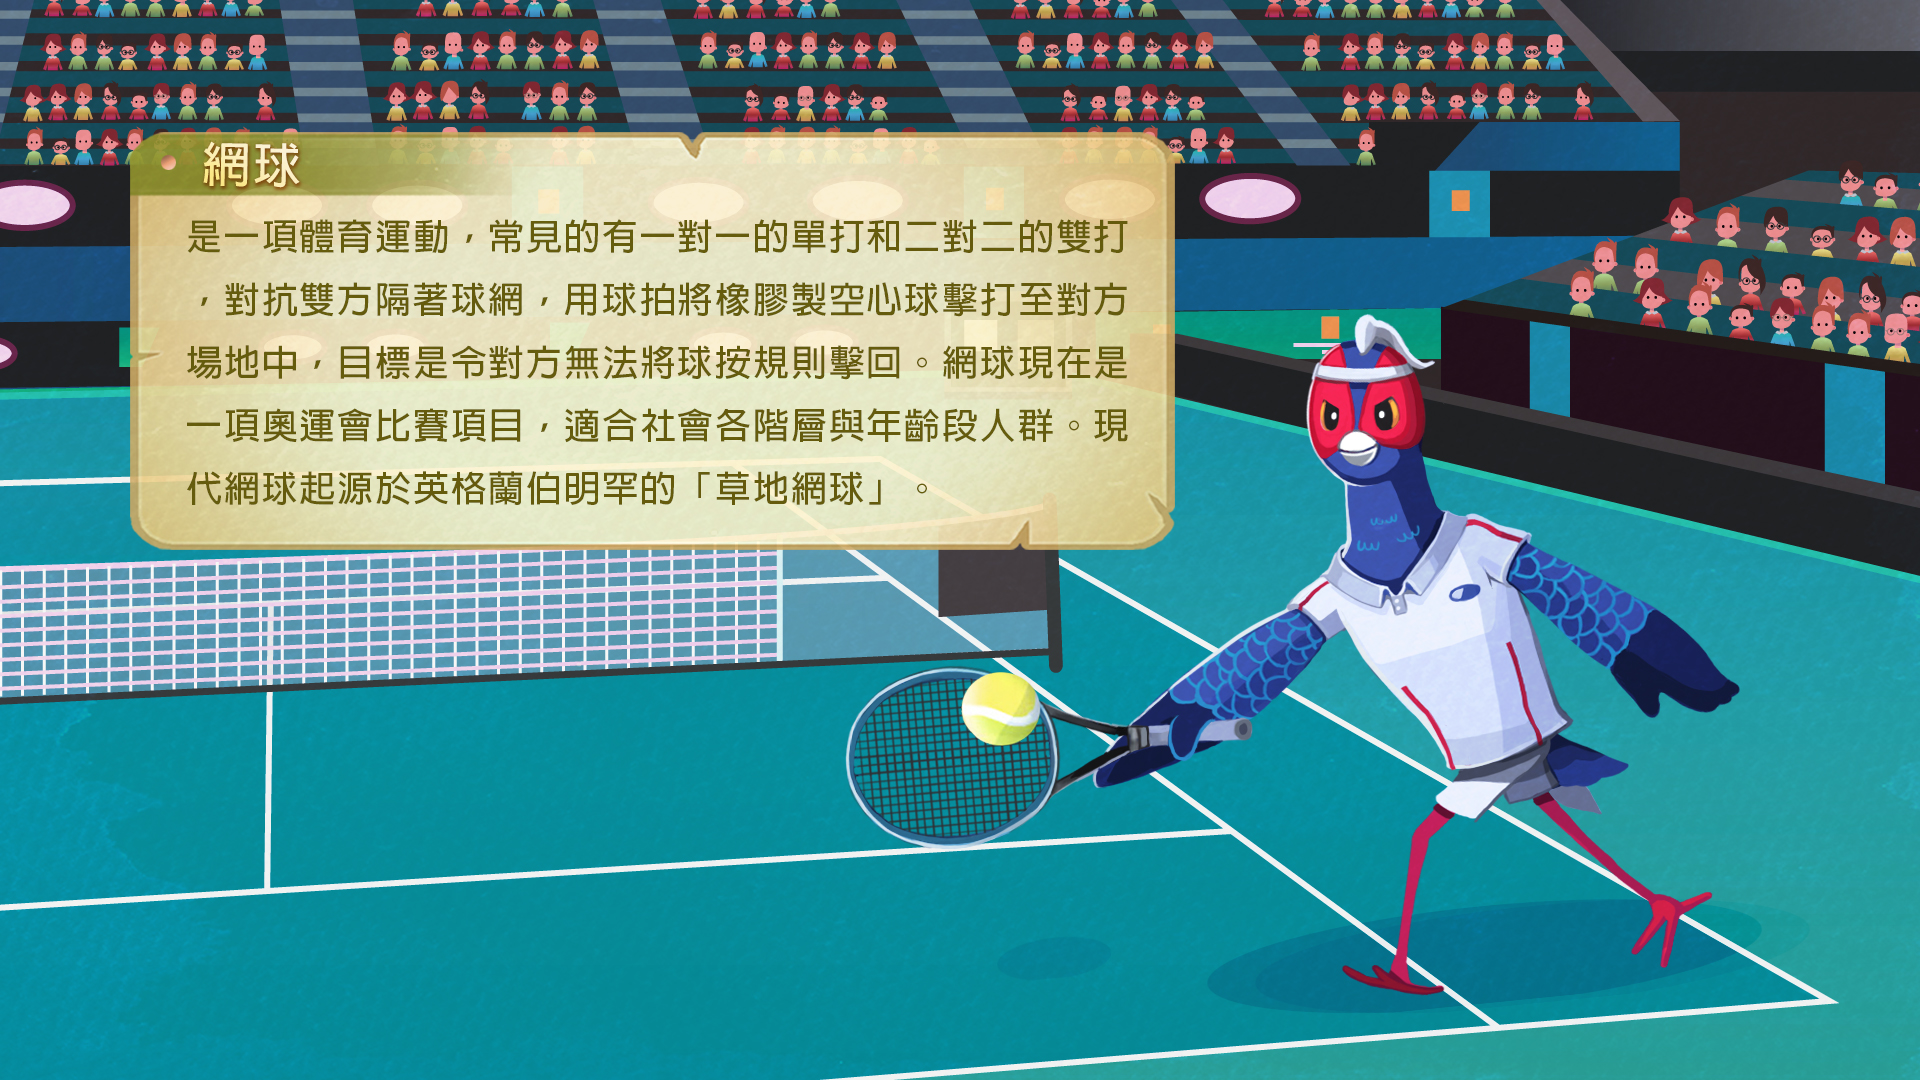 網球
是一項體育運動，常見的有一對一的單打和二對二的雙打
，對抗雙方隔著球網，用球拍將橡膠製空心球擊打至對方
場地中，目標是令對方無法將球按規則擊回。網球現在是
一項奧運會比賽項目，適合社會各階層與年齡段人群。現
代網球起源於英格蘭伯明罕的「草地網球」。